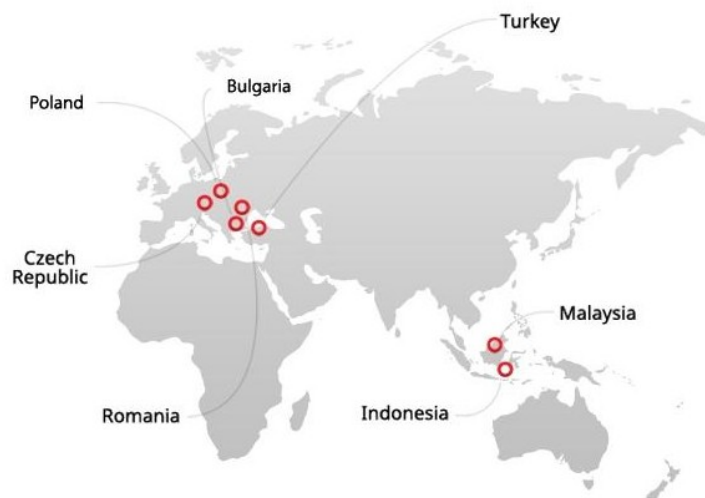 Turkey
Bulgaria
Poland
Czech
Republic
Malaysia
Romania
Indonesia